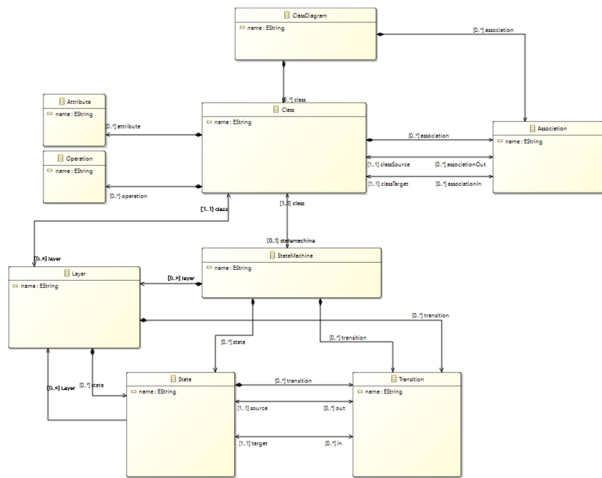 ClassDiagram
name : EString
[0..*] association
[0..*] class
Attribute
name : EString
[0..*] attribute
Class
name : EString
[0..*] association
Association
name : EString
Operation
name : EString
[0..*] operation
[1..1] classSource
[0..*] associationOut
[1..1] classTarget
[0..*] associationIn
[1..1] class
[1..1] class
[0..1] statemachine
Layer
name : EString
[0..*] layer
[0..*] layer
StateMachine
name : EString
[0..*] transition
[0..*] state
[0..*] transition
[0..*] Layer
[0..*] state
State
name : EString
[0..*] transition
Transition
name : EString
[1..1] source
[0..*] out
[1..1] target
[0..*] in